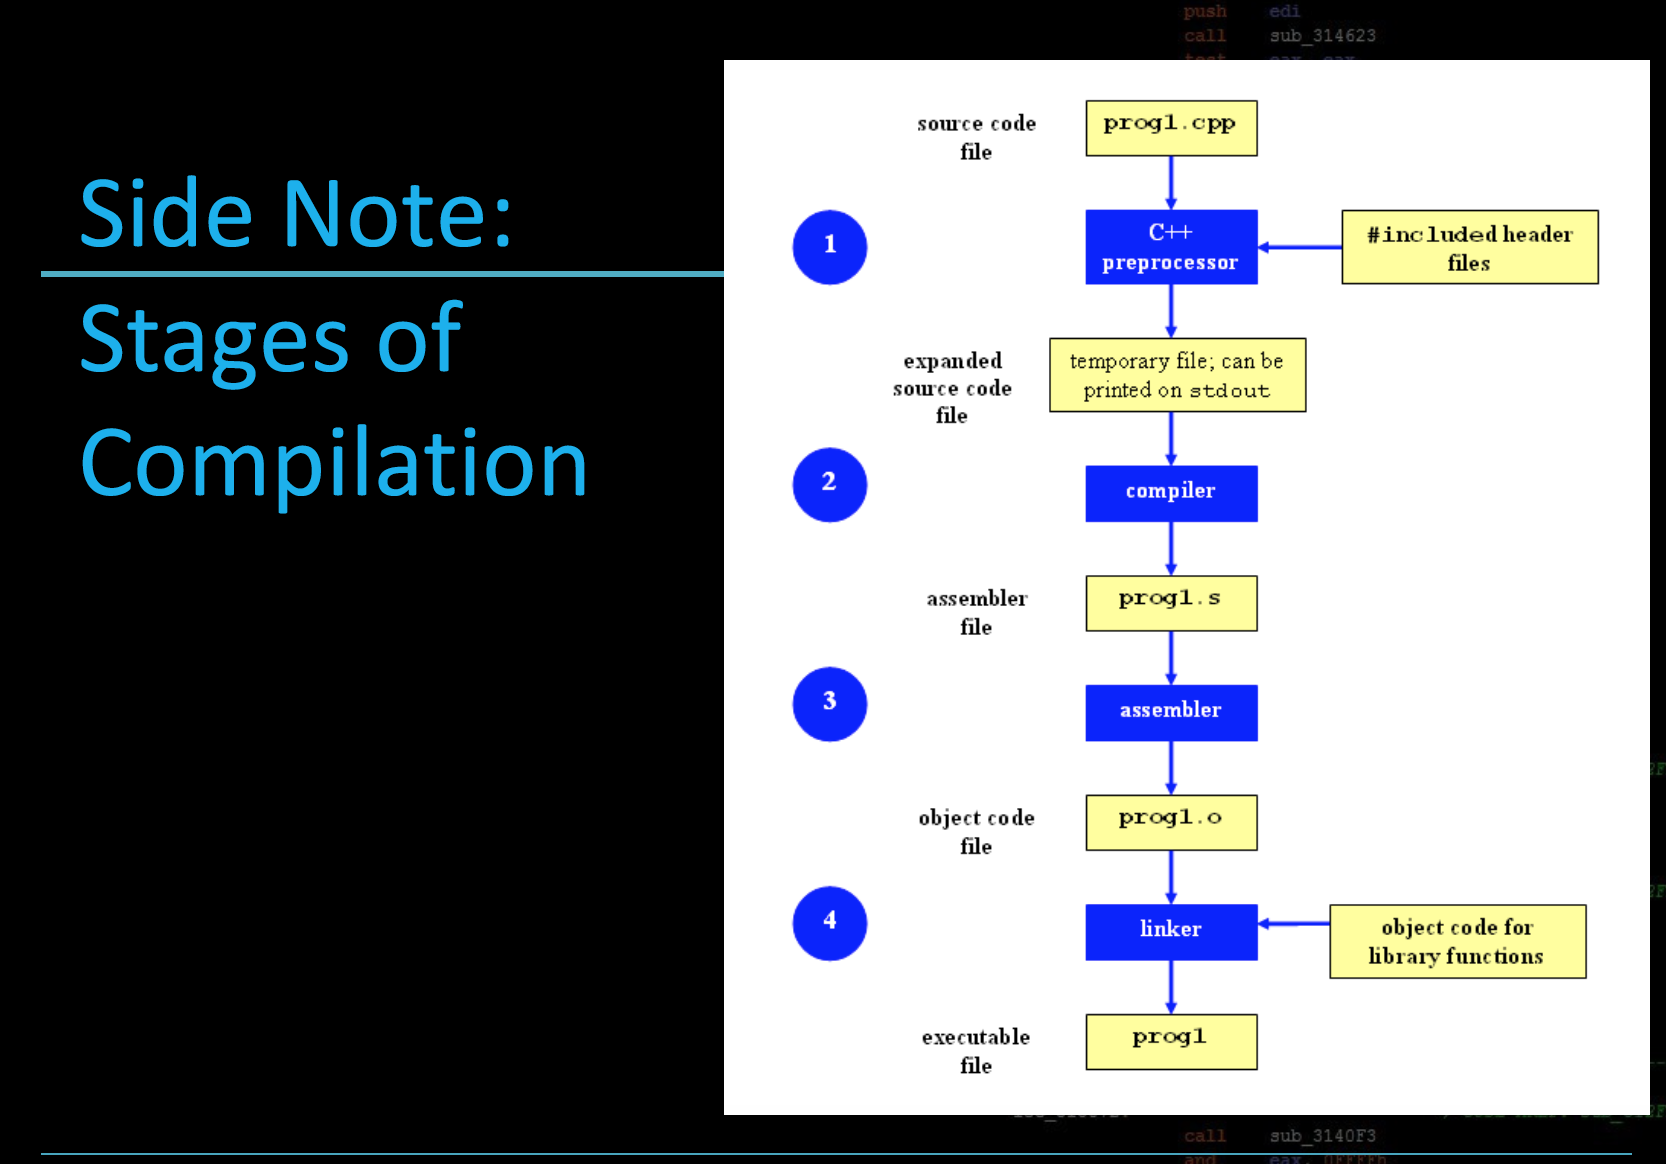 push edi
call sub_314623
Side Note:
Stages of
Compilation
source code
file
prog1.cpp
1
C++
preprocessor
#included header
files
expanded
source code
file
temporary file; can be
printed on stdout
2
compiler
assembler
file
prog1.s
3
assembler
object code
file
prog1.o
4
linker
object code for
library functions
executable
file
prog1
call sub_3140F3